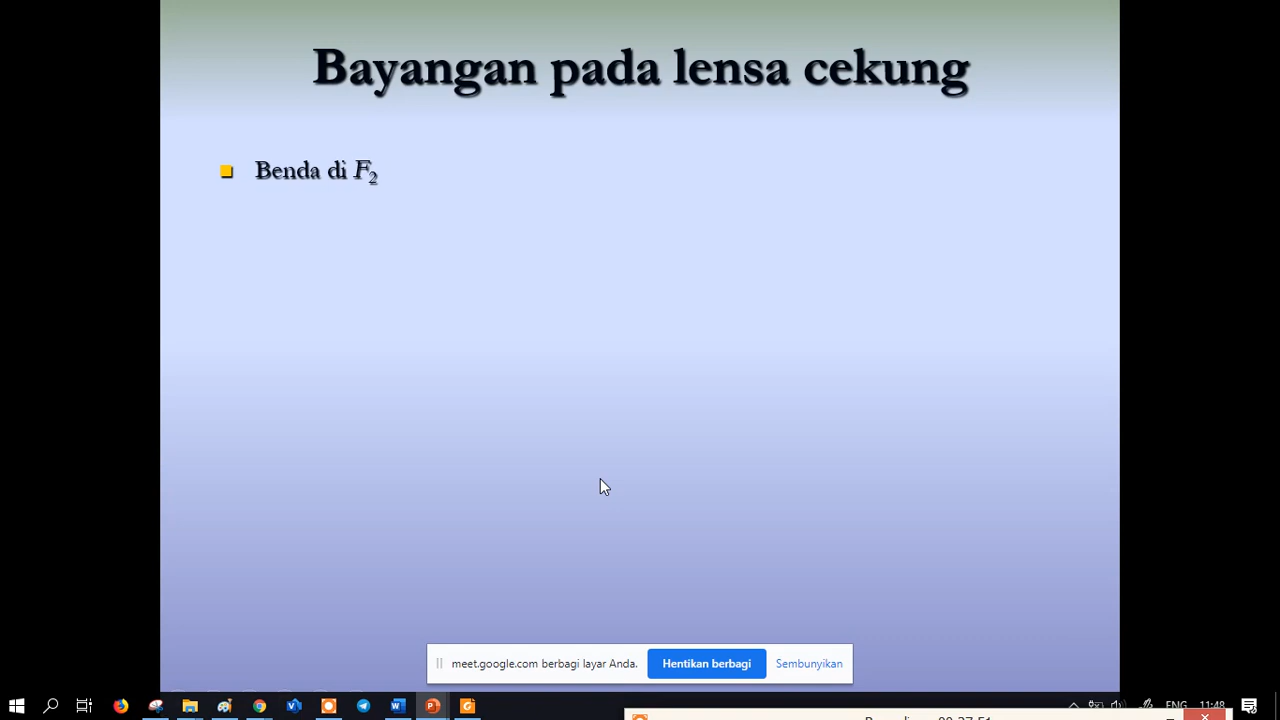 Bayangan pada lensa cekung
Benda di F₂
meet.google.com berbagi layar Anda.
Hentikan berbagi
Sembunyikan
ENG
11:48